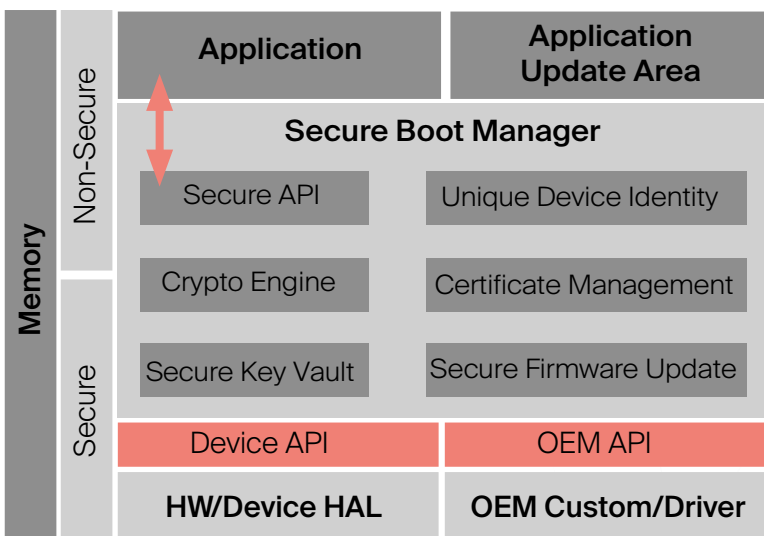 Memory
Non-Secure
Secure
Application
Application
Update Area
Secure Boot Manager
Secure API
Unique Device Identity
Crypto Engine
Certificate Management
Secure Key Vault
Secure Firmware Update
Device API
OEM API
HW/Device HAL
OEM Custom/Driver